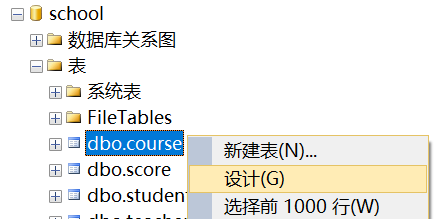 school
数据库关系图
表
系统表
FileTables
dbo.course
新建表(N)...
dbo.score
设计(G)
dbo.studen
选择前 1000 行(W)